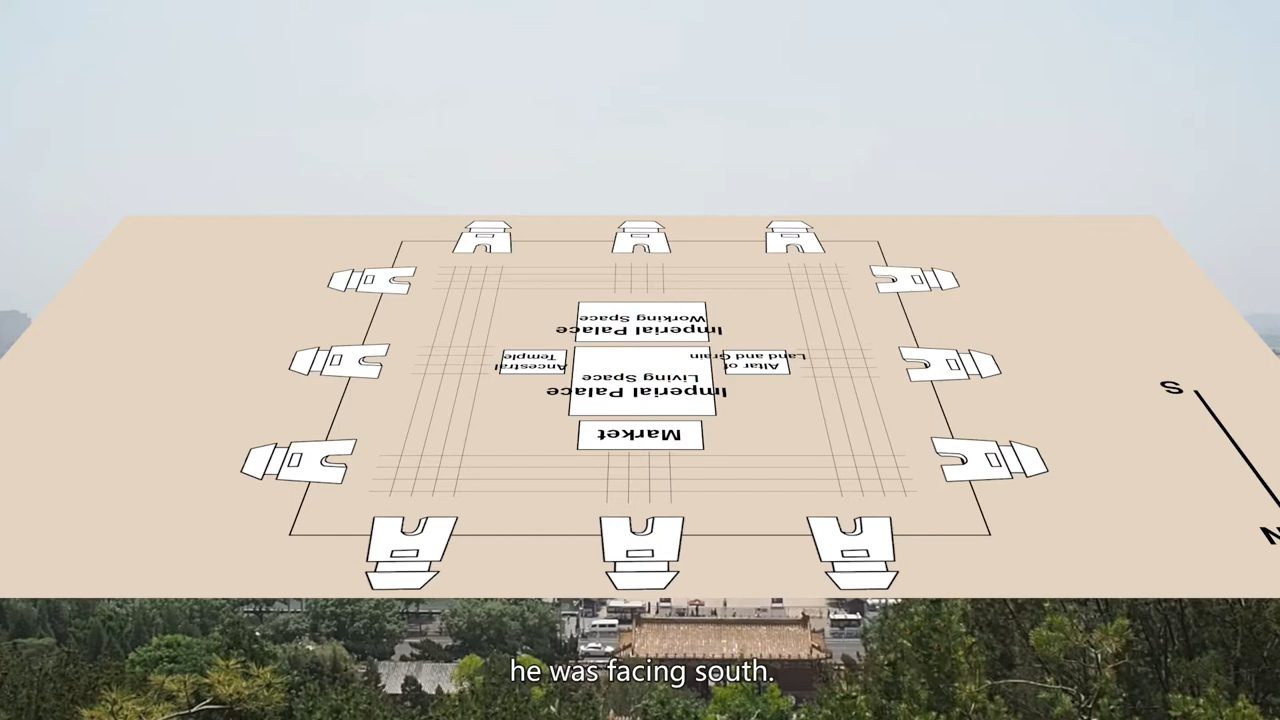 Imperial Palace
Working Space
Ancestral
Temple
Altar of
Land and Grain
Imperial Palace
Living Space
Market
S
N
he was facing south.